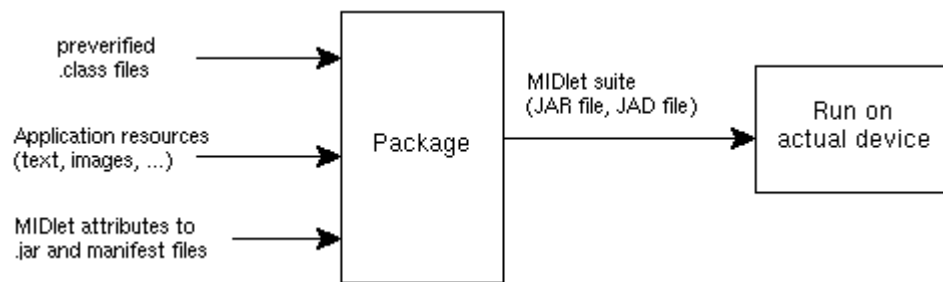 preverified
.class files
Application resources
(text, images, ...)
MIDlet attributes to
.jar and manifest files
Package
MIDlet suite
(JAR file, JAD file)
Run on
actual device